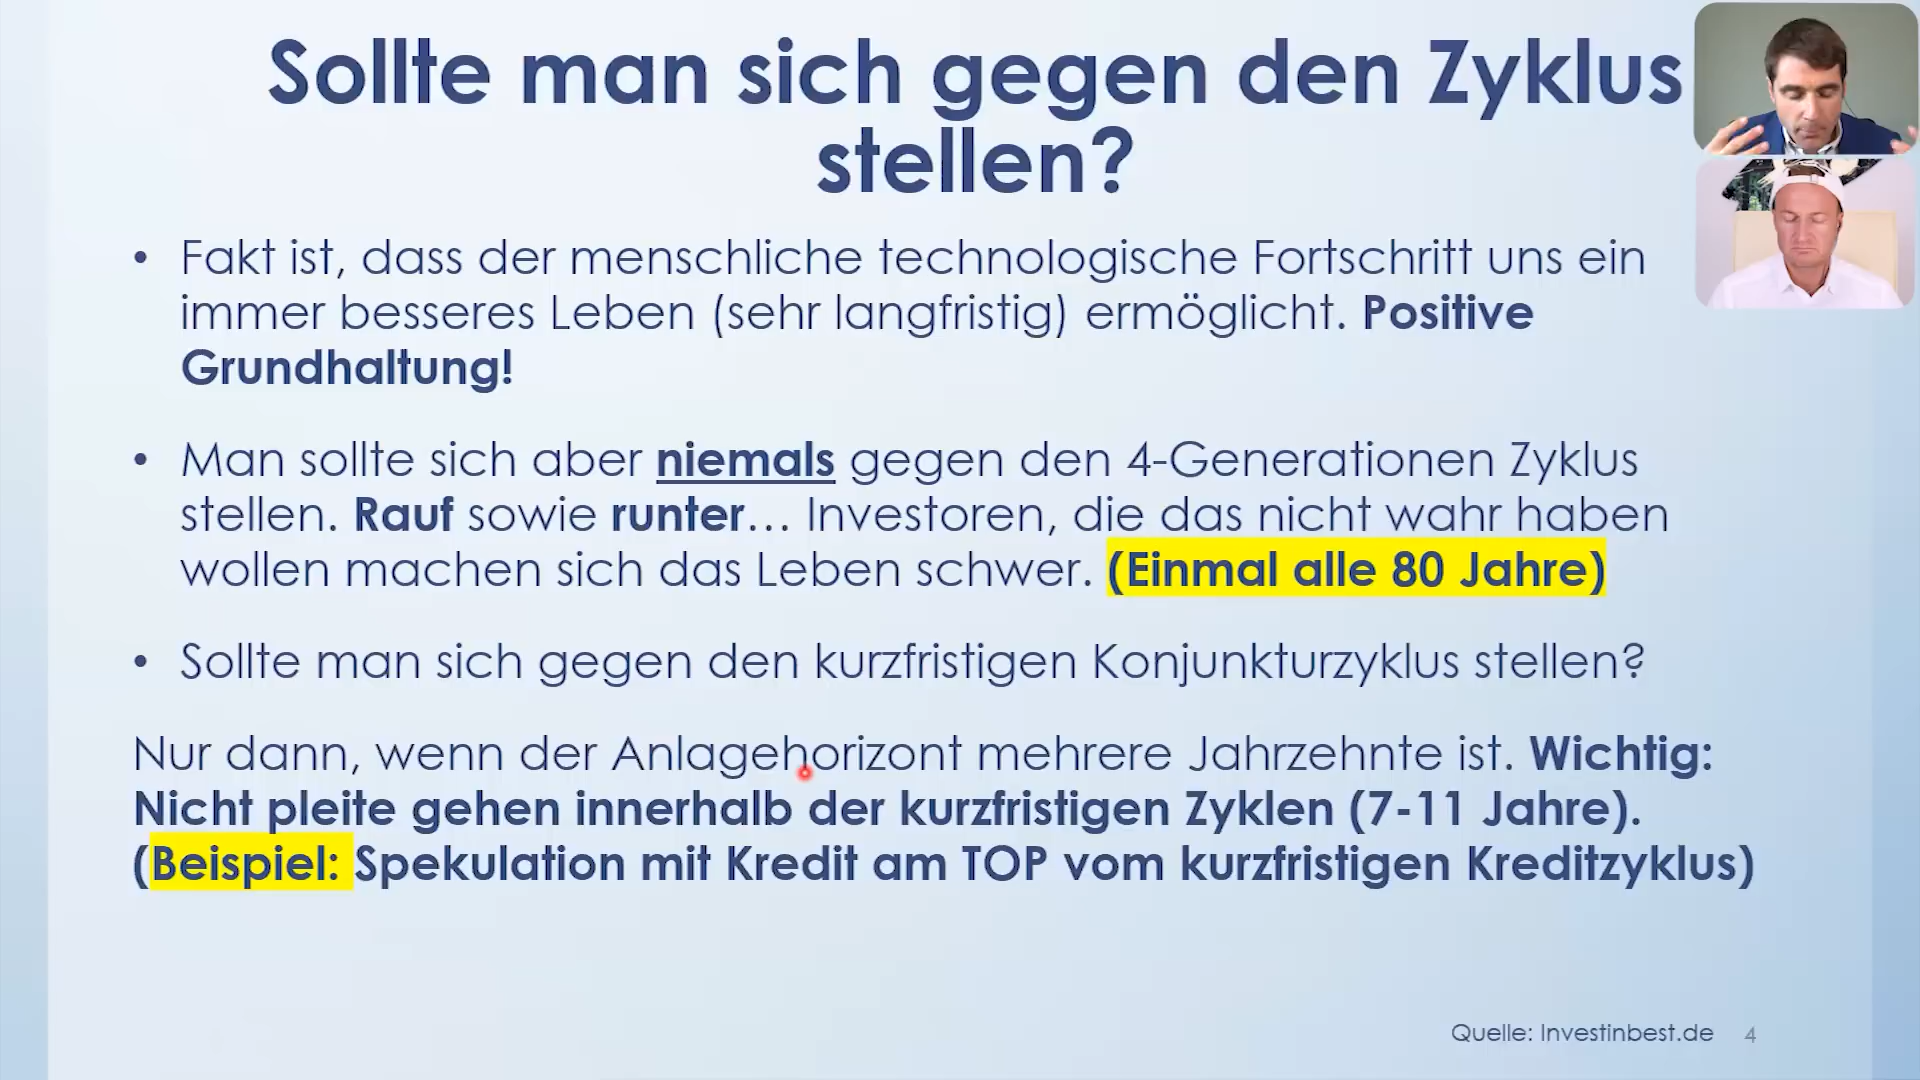 Sollte man sich gegen den Zyklus
stellen?
• Fakt ist, dass der menschliche technologische Fortschritt uns ein
immer besseres Leben (sehr langfristig) ermöglicht. Positive
Grundhaltung!
• Man sollte sich aber niemals gegen den 4-Generationen Zyklus
stellen. Rauf sowie runter… Investoren, die das nicht wahr haben
wollen machen sich das Leben schwer. (Einmal alle 80 Jahre)
• Sollte man sich gegen den kurzfristigen Konjunkturzyklus stellen?
Nur dann, wenn der Anlagehorizont mehrere Jahrzehnte ist. Wichtig:
Nicht pleite gehen innerhalb der kurzfristigen Zyklen (7-11 Jahre).
(Beispiel: Spekulation mit Kredit am TOP vom kurzfristigen Kreditzyklus)
Quelle: Investinbest.de 4